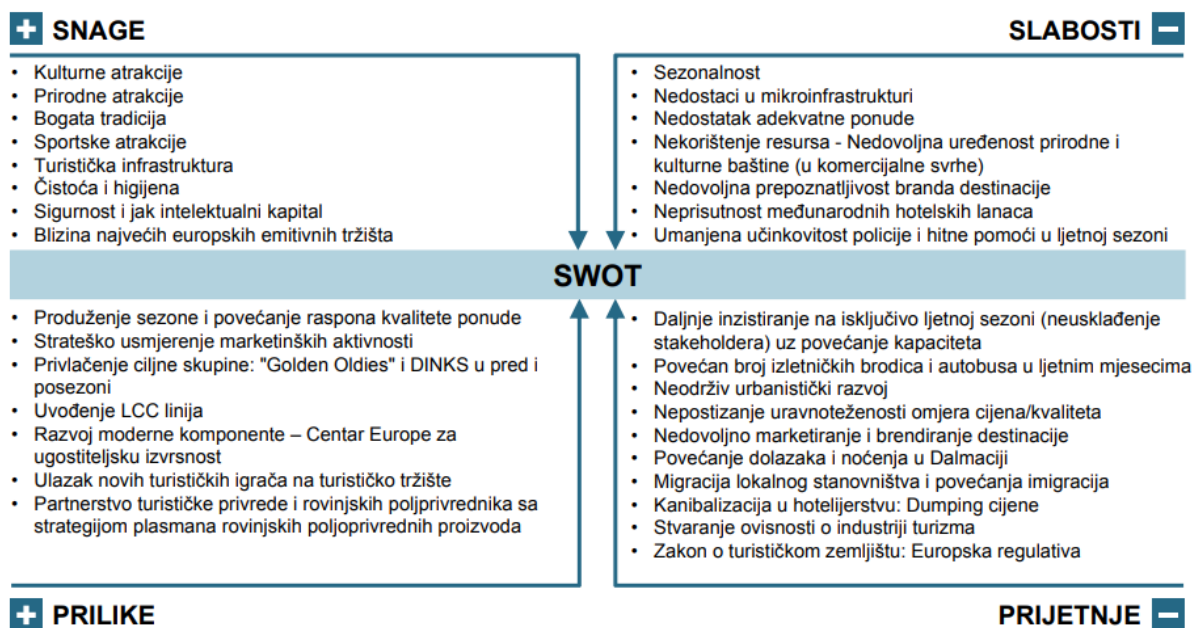 SNAGE
• Kulturne atrakcije
• Prirodne atrakcije
• Bogata tradicija
• Sportske atrakcije
• Turistička infrastruktura
• Čistoća i higijena
• Sigurnost i jak intelektualni kapital
• Blizina najvećih europskih emitivnih tržišta
SLABOSTI
• Sezonalnost
• Nedostaci u mikroinfrastrukturi
• Nedostatak adekvatne ponude
• Nekorištenje resursa - Nedovoljna uređenost prirodne i
kulturne baštine (u komercijalne svrhe)
• Nedovoljna prepoznatljivost branda destinacije
• Neprisutnost međunarodnih hotelskih lanaca
• Umanjena učinkovitost policije i hitne pomoći u ljetnoj sezoni
SWOT
• Produženje sezone i povećanje raspona kvalitete ponude
• Strateško usmjerenje marketinških aktivnosti
• Privlačenje ciljne skupine: "Golden Oldies" i DINKS u pred i
posezoni
• Uvođenje LCC linija
• Razvoj moderne komponente – Centar Europe za
ugostiteljsku izvrsnost
• Ulazak novih turističkih igrača na turističko tržište
• Partnerstvo turističke privrede i rovinjskih poljprivrednika sa
strategijom plasmana rovinjskih poljoprivrednih proizvoda
PRILIKE
• Daljnje inzistiranje na isključivo ljetnoj sezoni (neusklađenje
stakeholdera) uz povećanje kapaciteta
• Povećan broj izletničkih brodica i autobusa u ljetnim mjesecima
• Neodrživ urbanistički razvoj
• Nepostizanje uravnoteženosti omjera cijena/kvaliteta
• Nedovoljno marketiranje i brendiranje destinacije
• Povećanje dolazaka i noćenja u Dalmaciji
• Migracija lokalnog stanovništva i povećanja imigracija
• Kanibalizacija u hotelijerstvu: Dumping cijene
• Stvaranje ovisnosti o industriji turizma
• Zakon o turističkom zemljištu: Europska regulativa
PRIJETNJE